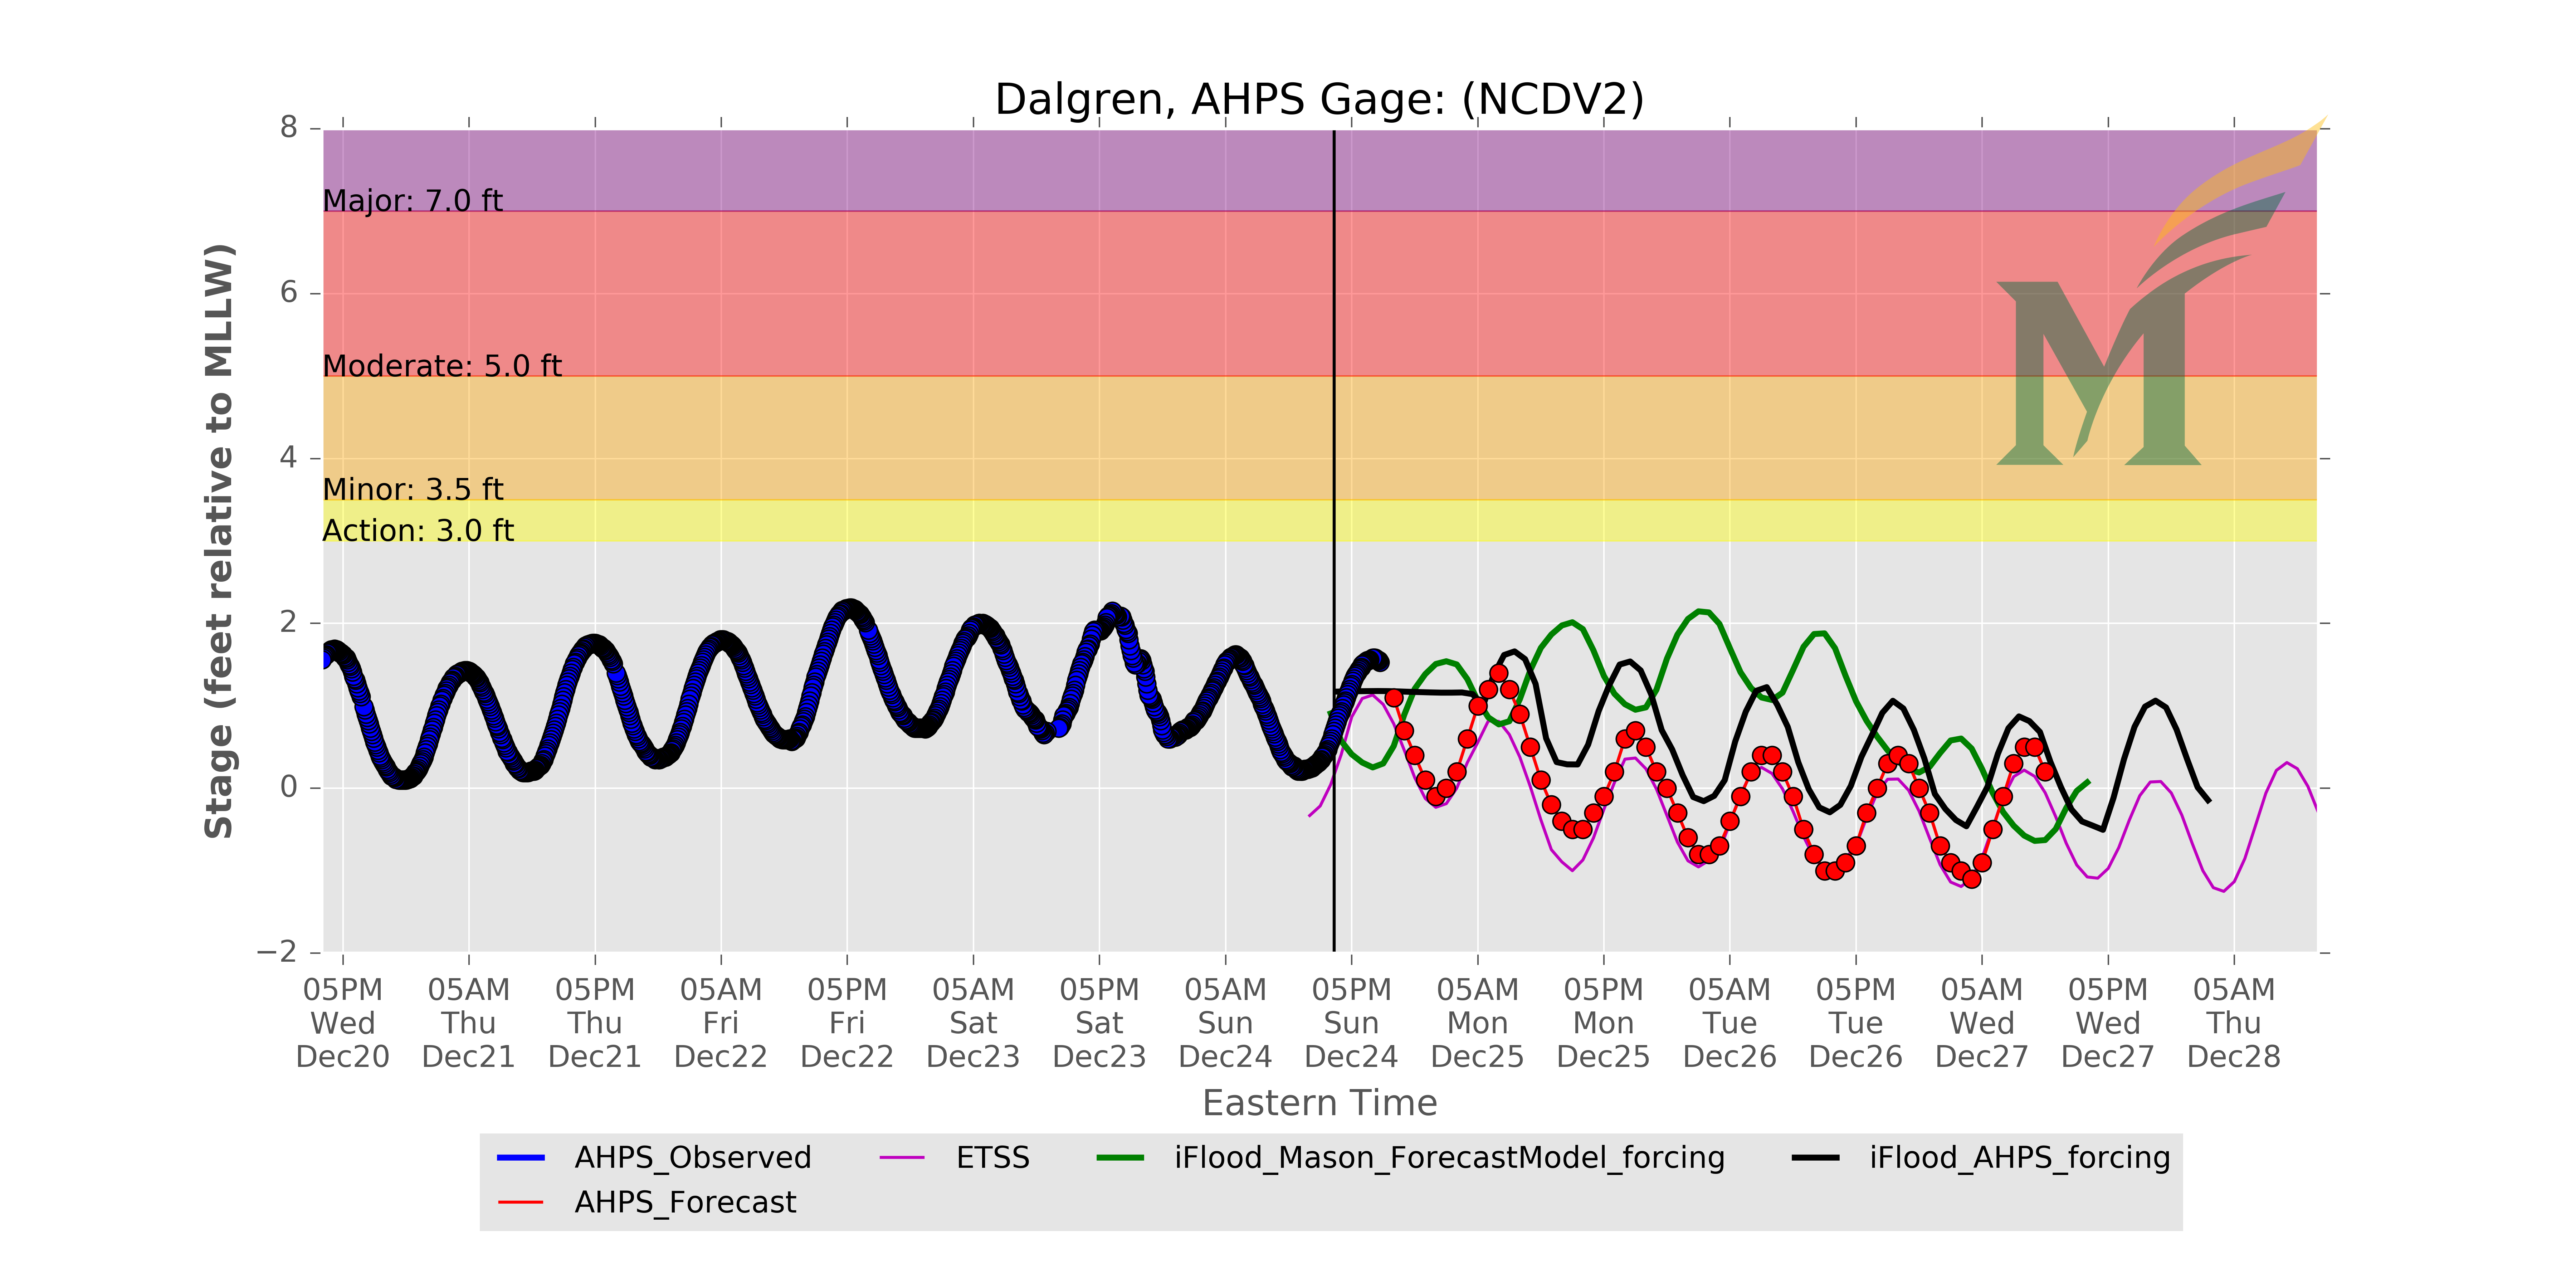 Dalgren, AHPS Gage: (NCDV2)
8
Major: 7.0 ft
6
Moderate: 5.0 ft
4
Minor: 3.5 ft
Action: 3.0 ft
2
0
−2
Stage (feet relative to MLLW)
M
05PM 05AM 05PM 05AM 05PM 05AM 05PM 05AM 05PM 05AM 05PM 05AM 05PM 05AM 05PM 05AM
Wed Thu Thu Fri Fri Sat Sat Sun Sun Mon Mon Tue Tue Wed Wed Thu
Dec20 Dec21 Dec21 Dec22 Dec22 Dec23 Dec23 Dec24 Dec24 Dec25 Dec25 Dec26 Dec26 Dec27 Dec27 Dec28
Eastern Time
AHPS_Observed ETSS iFlood_Mason_ForecastModel_forcing iFlood_AHPS_forcing
AHPS_Forecast